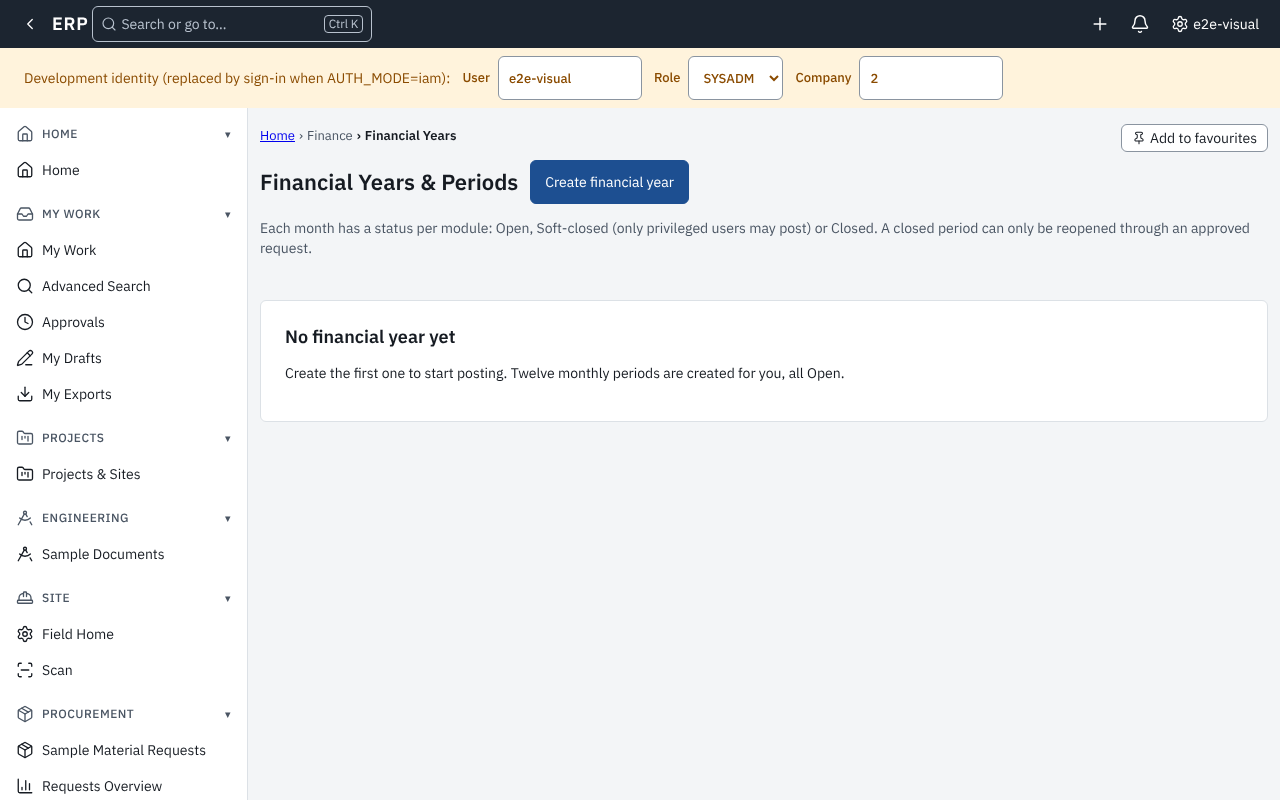 ERP
Search or go to...
Ctrl K
e2e-visual
Development identity (replaced by sign-in when AUTH_MODE=iam):
User
e2e-visual
Role
SYSADM
Company
2
HOME
Home
MY WORK
My Work
Advanced Search
Approvals
My Drafts
My Exports
PROJECTS
Projects & Sites
ENGINEERING
Sample Documents
SITE
Field Home
Scan
PROCUREMENT
Sample Material Requests
Requests Overview
Home › Finance › Financial Years
Add to favourites
Financial Years & Periods
Create financial year
Each month has a status per module: Open, Soft-closed (only privileged users may post) or Closed. A closed period can only be reopened through an approved
request.
No financial year yet
Create the first one to start posting. Twelve monthly periods are created for you, all Open.